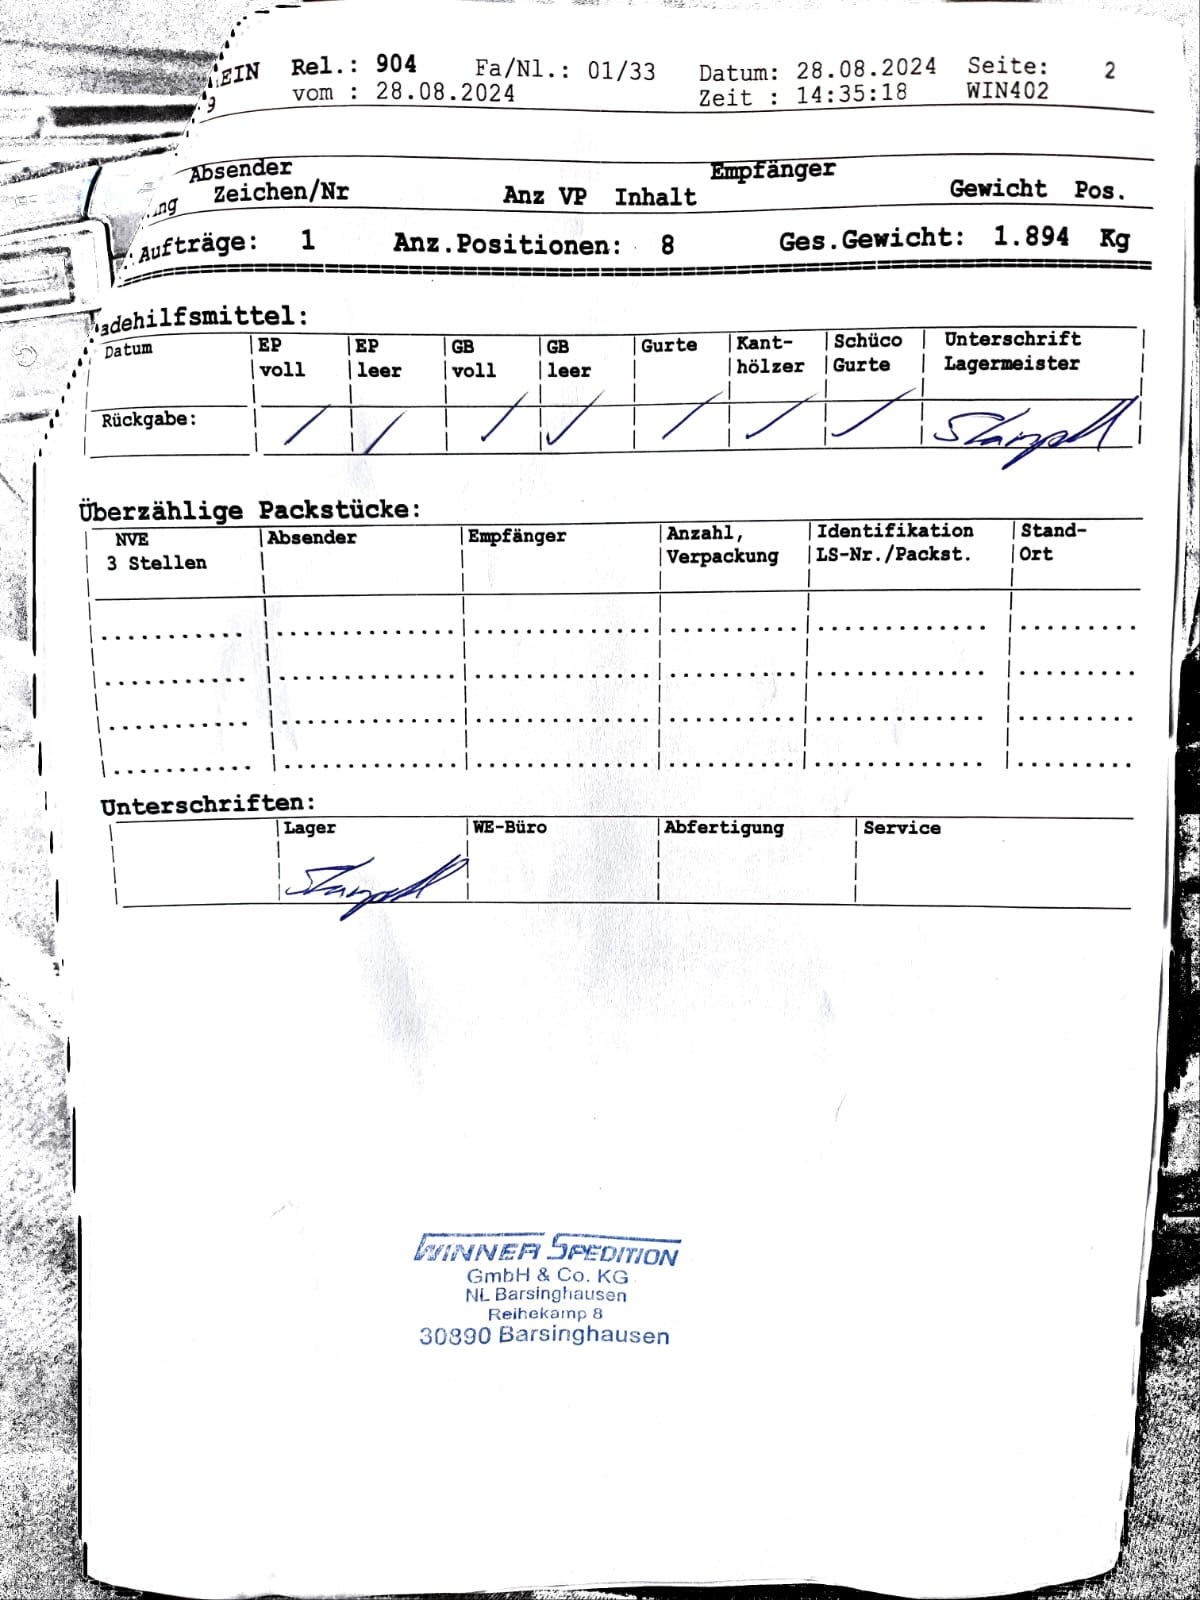 EIN Rel.: 904 Fa/Nl.: 01/33 Datum: 28.08.2024 Seite: 2
9 vom : 28.08.2024 Zeit : 14:35:18 WIN402
Absender Empfänger
ng Zeichen/Nr Anz VP Inhalt Gewicht Pos.
Aufträge: 1 Anz.Positionen: 8 Ges.Gewicht: 1.894 Kg
adehilfsmittel:
Datum EP EP GB GB Gurte Kant- Schüco Unterschrift
voll leer voll leer hölzer Gurte Lagermeister
Rückgabe: / / / / / / /
Überzählige Packstücke:
NVE Absender Empfänger Anzahl, Identifikation Stand-
3 Stellen Verpackung LS-Nr./Packst. Ort
Unterschriften:
Lager WE-Büro Abfertigung Service
WINNER SPEDITION
GmbH & Co. KG
NL Barsinghausen
Reihekamp 8
30890 Barsinghausen